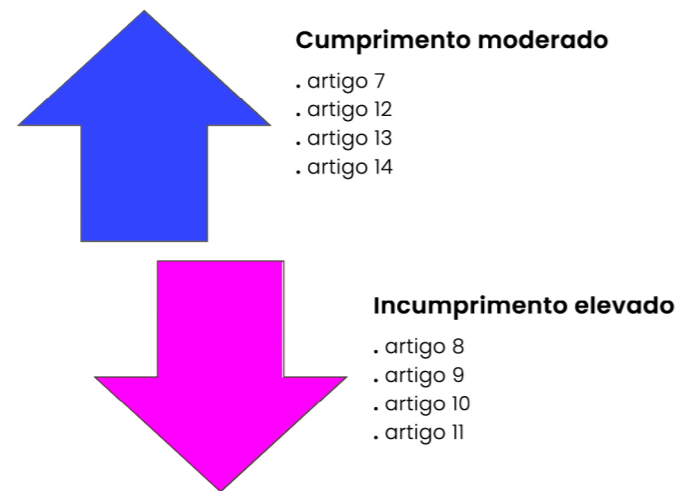 Cumprimento moderado
. artigo 7
. artigo 12
. artigo 13
. artigo 14
Incumprimento elevado
. artigo 8
. artigo 9
. artigo 10
. artigo 11